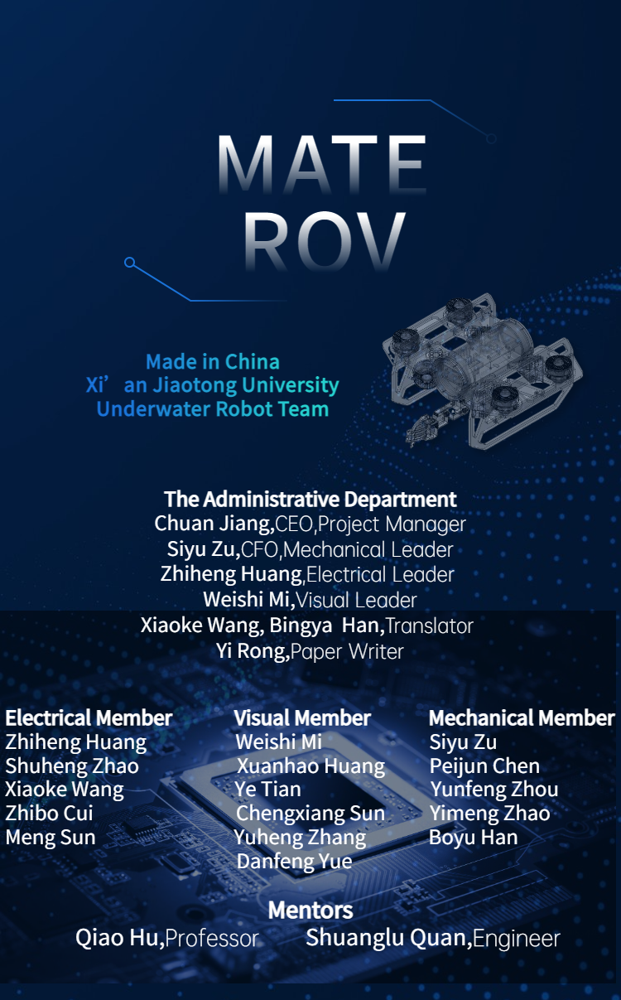 MATE
ROV
Made in China
Xi’an Jiaotong University
Underwater Robot Team
The Administrative Department
Chuan Jiang,CEO,Project Manager
Siyu Zu,CFO,Mechanical Leader
Zhiheng Huang,Electrical Leader
Weishi Mi,Visual Leader
Xiaoke Wang, Bingya Han,Translator
Yi Rong,Paper Writer
Electrical Member
Zhiheng Huang
Shuheng Zhao
Xiaoke Wang
Zhibo Cui
Meng Sun
Visual Member
Weishi Mi
Xuanhao Huang
Ye Tian
Chengxiang Sun
Yuheng Zhang
Danfeng Yue
Mechanical Member
Siyu Zu
Peijun Chen
Yunfeng Zhou
Yimeng Zhao
Boyu Han
Mentors
Qiao Hu,Professor
Shuanglu Quan,Engineer